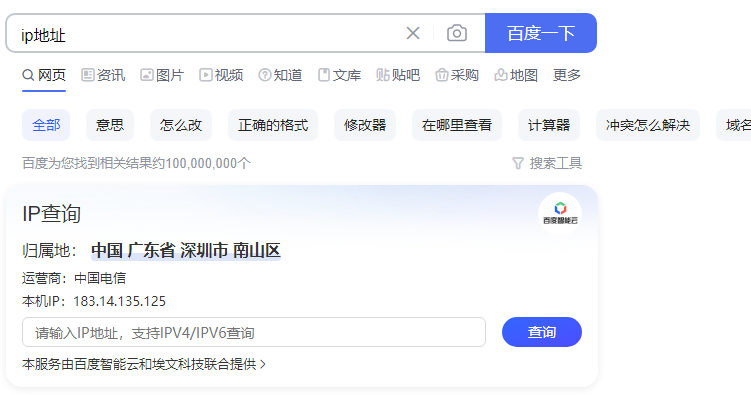 ip地址 百度一下
网页 资讯 图片 视频 知道 文库 贴吧 采购 地图 更多
全部 意思 怎么改 正确的格式 修改器 在哪里查看 计算器 冲突怎么解决 域名
百度为您找到相关结果约100,000,000个 搜索工具
IP查询
百度智能云
归属地： 中国 广东省 深圳市 南山区
运营商：中国电信
本机IP：183.14.135.125
请输入IP地址，支持IPV4/IPV6查询 查询
本服务由百度智能云和埃文科技联合提供 >